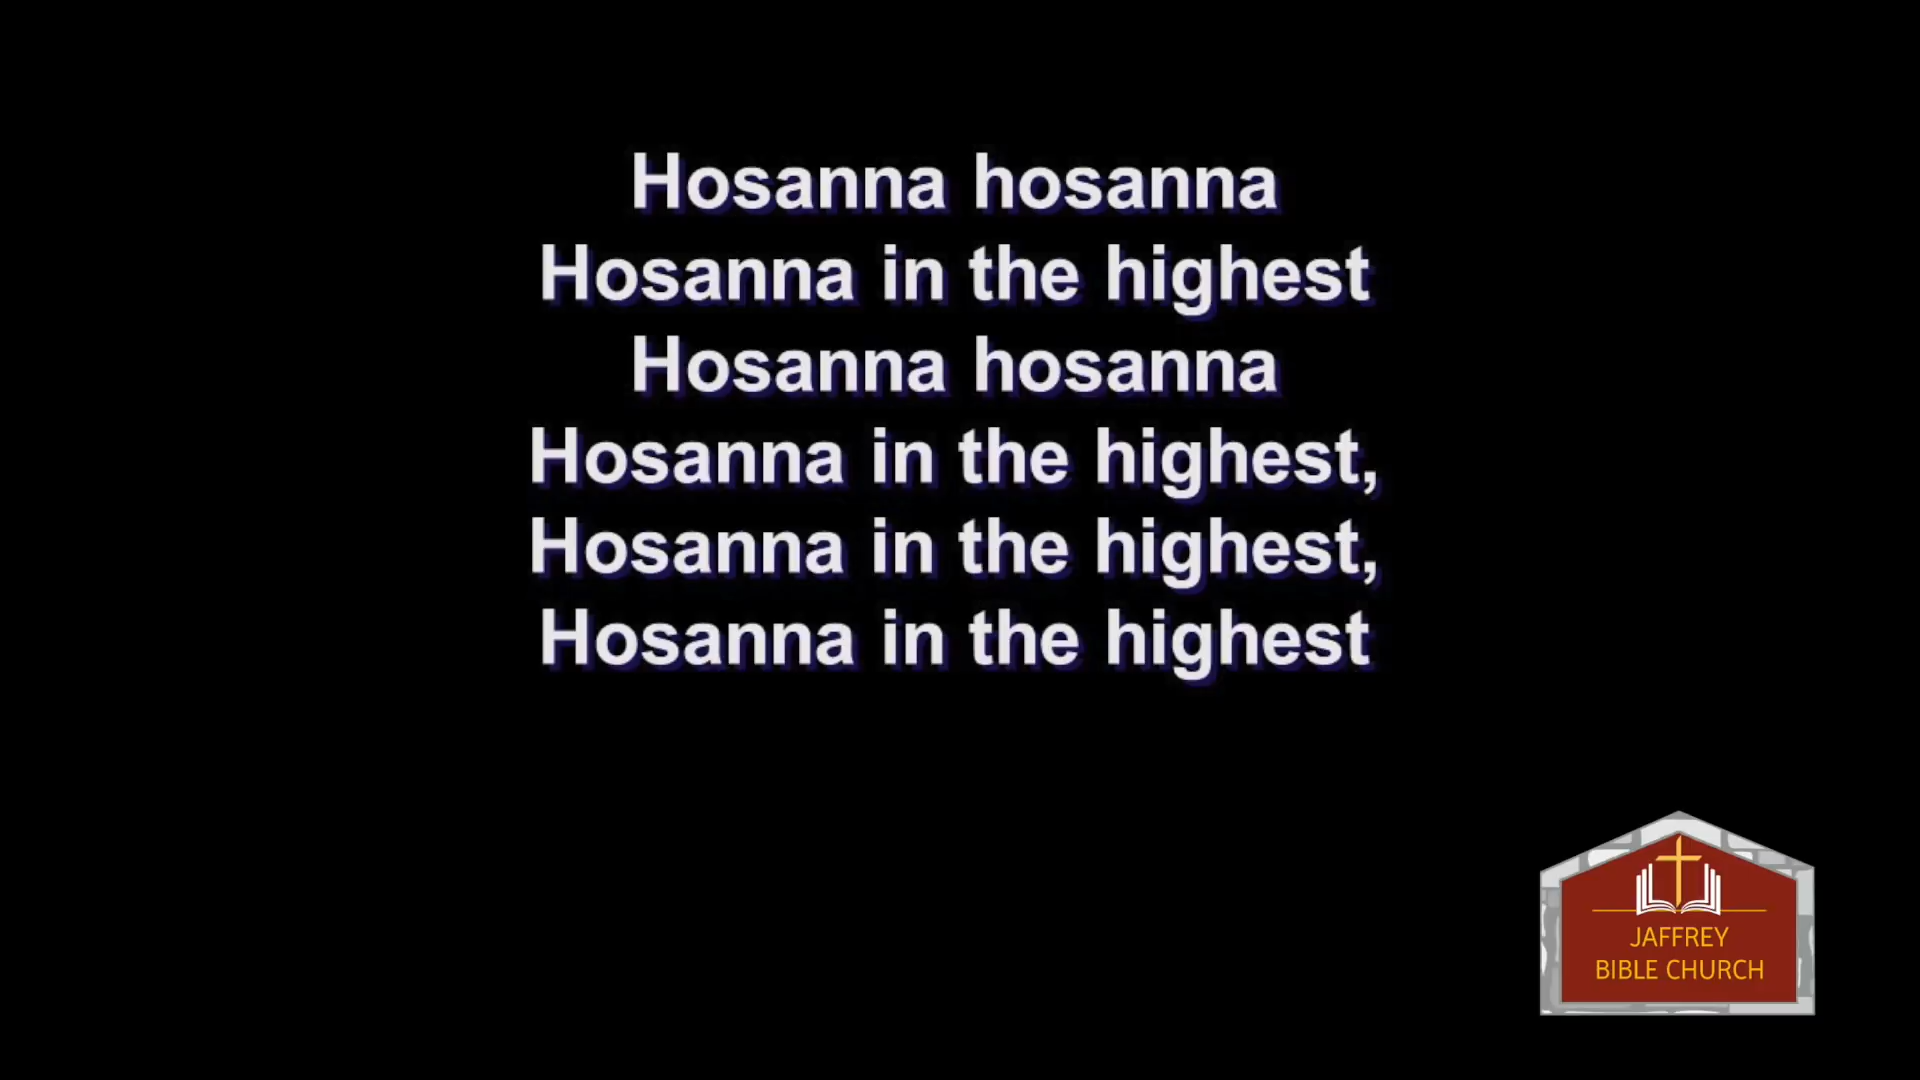 Hosanna hosanna
Hosanna in the highest
Hosanna hosanna
Hosanna in the highest,
Hosanna in the highest,
Hosanna in the highest
JAFFREY
BIBLE CHURCH